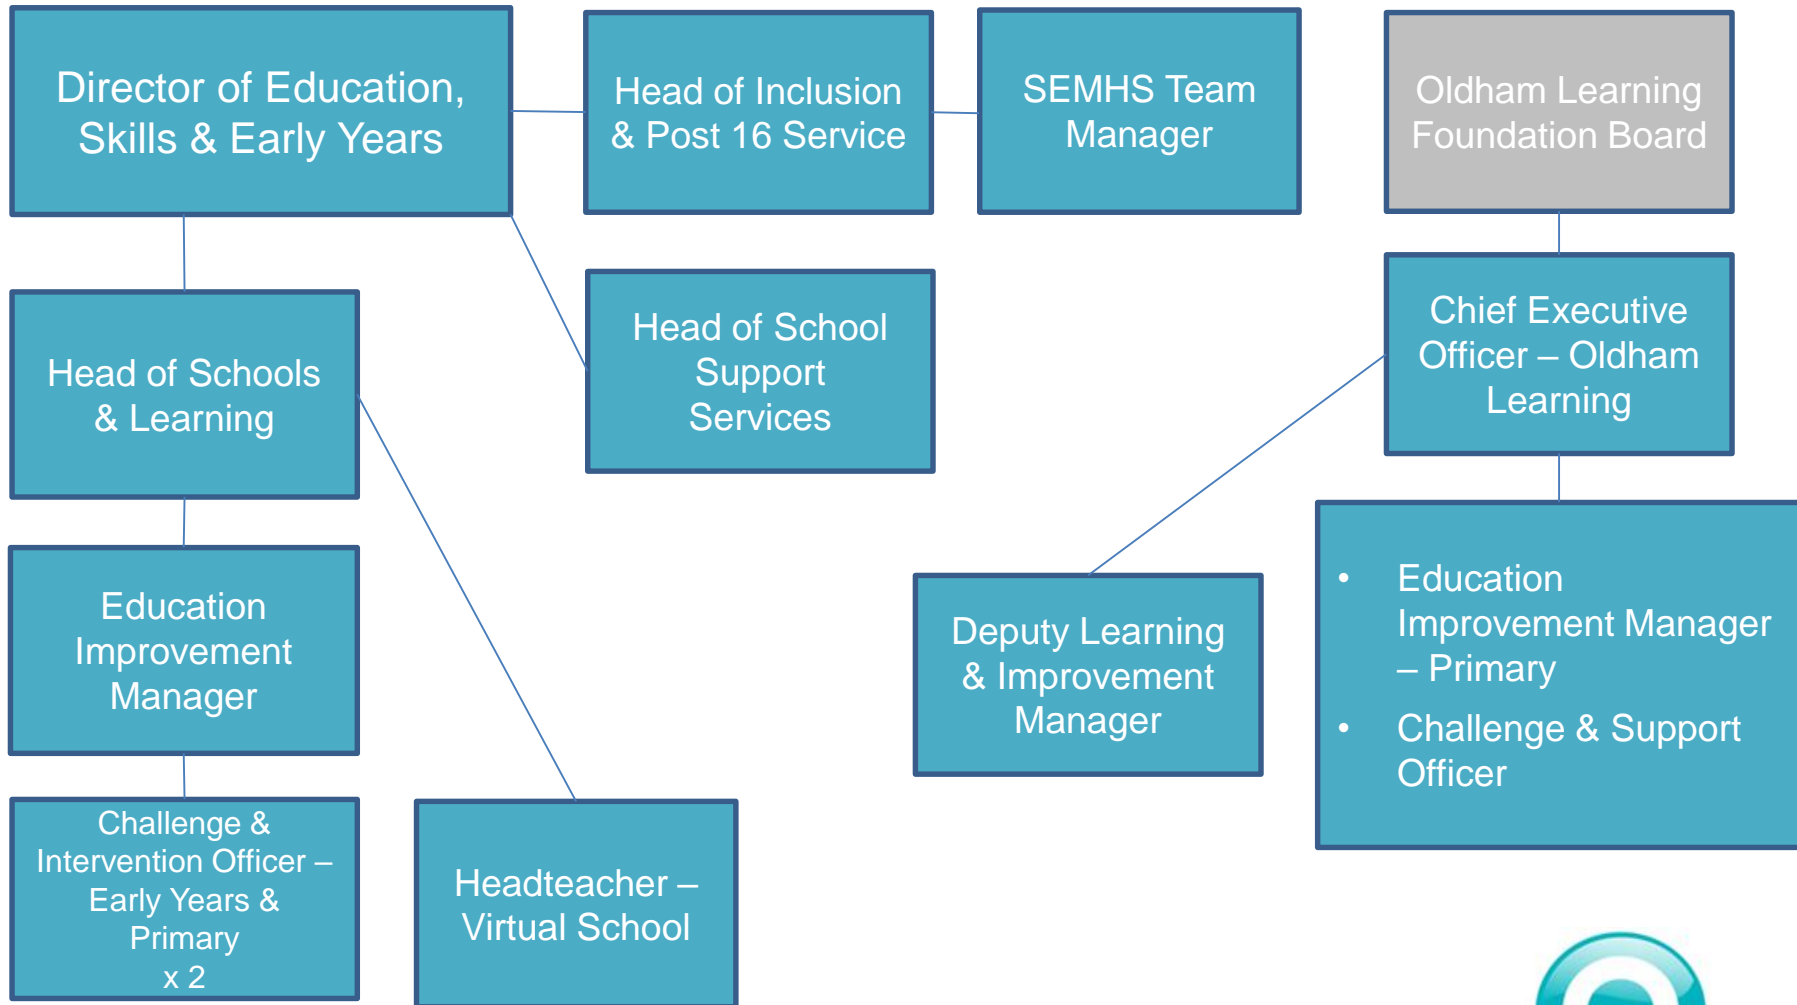 Director of Education,
Skills & Early Years
Head of Inclusion
& Post 16 Service
SEMHS Team
Manager
Oldham Learning
Foundation Board
Head of Schools
& Learning
Head of School
Support
Services
Chief Executive
Officer – Oldham
Learning
Education
Improvement
Manager
Deputy Learning
& Improvement
Manager
• Education
Improvement Manager
– Primary
• Challenge & Support
Officer
Challenge &
Intervention Officer –
Early Years &
Primary
x 2
Headteacher –
Virtual School